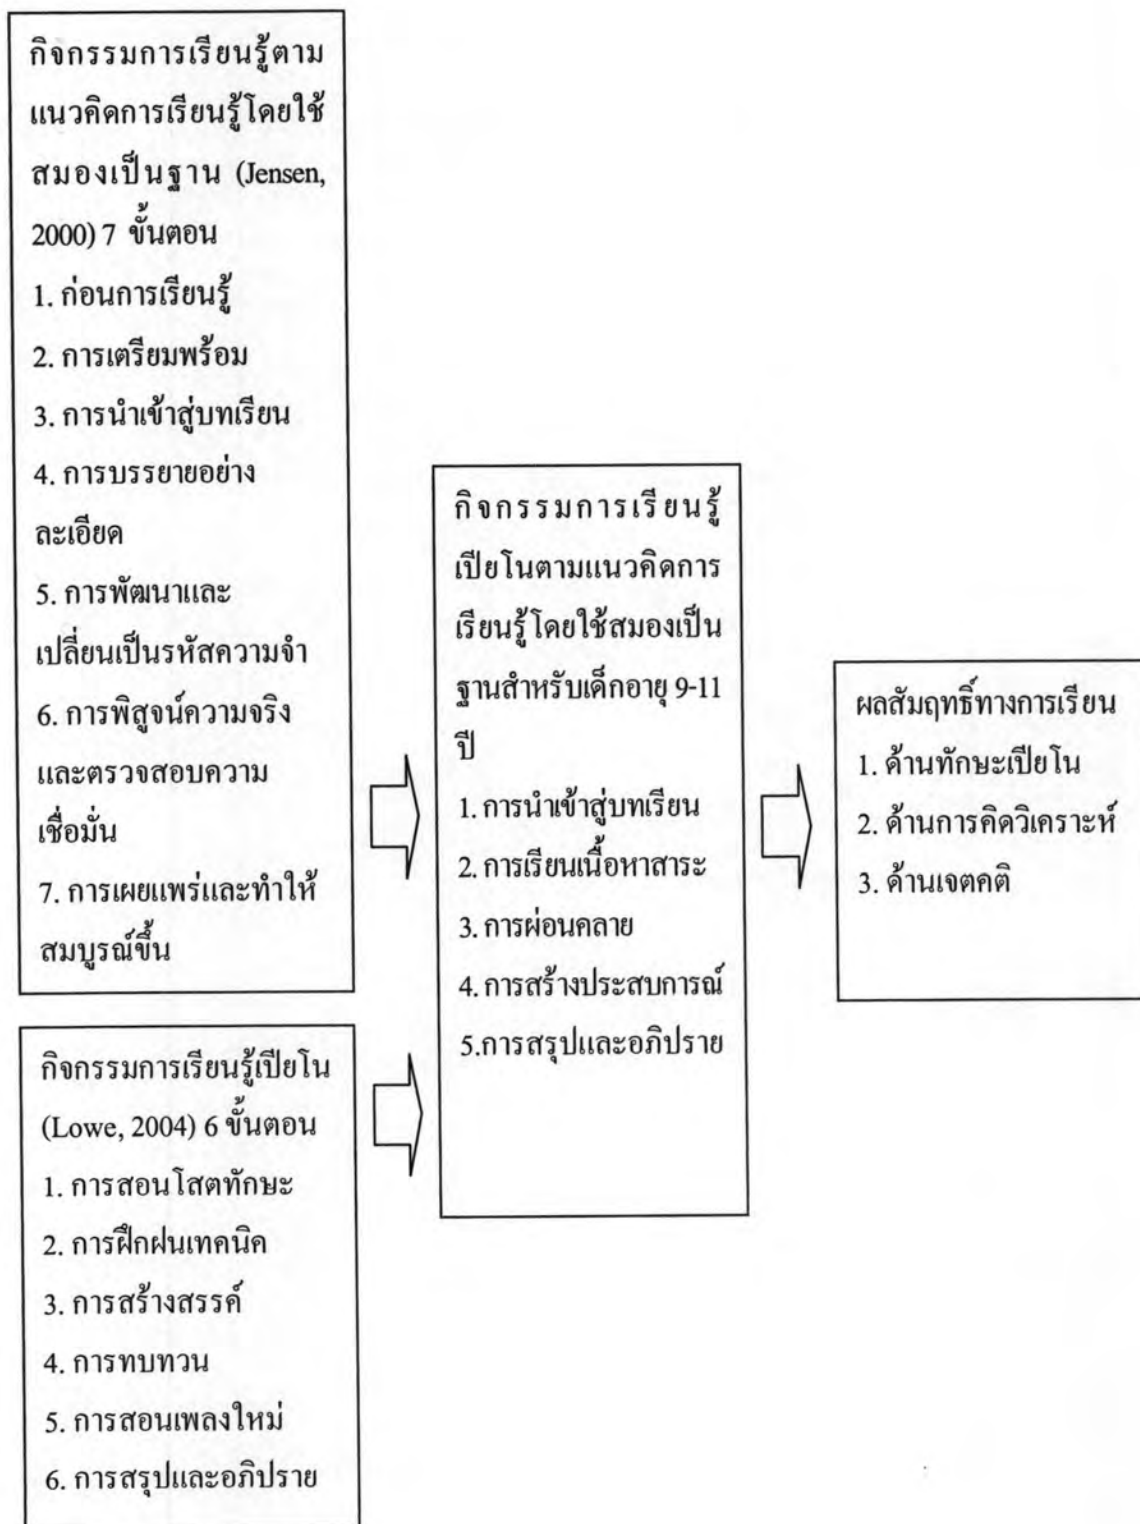 กิจกรรมการเรียนรู้ตาม
แนวคิดการเรียนรู้โดยใช้
สมองเป็นฐาน (Jensen,
2000) 7 ขั้นตอน
1. ก่อนการเรียนรู้
2. การเตรียมพร้อม
3. การนำเข้าสู่บทเรียน
4. การบรรยายอย่าง
ละเอียด
5. การพัฒนาและ
เปลี่ยนเป็นรหัสความจำ
6. การพิสูจน์ความจริง
และตรวจสอบความ
เชื่อมั่น
7. การเผยแพร่และทำให้
สมบูรณ์ขึ้น
กิจกรรมการเรียนรู้เปียโน
(Lowe, 2004) 6 ขั้นตอน
1. การสอนโสตทักษะ
2. การฝึกฝนเทคนิค
3. การสร้างสรรค์
4. การทบทวน
5. การสอนเพลงใหม่
6. การสรุปและอภิปราย
กิจกรรมการเรียนรู้
เปียโนตามแนวคิดการ
เรียนรู้โดยใช้สมองเป็น
ฐานสำหรับเด็กอายุ 9-11
ปี
1. การนำเข้าสู่บทเรียน
2. การเรียนเนื้อหาสาระ
3. การผ่อนคลาย
4. การสร้างประสบการณ์
5.การสรุปและอภิปราย
ผลสัมฤทธิ์ทางการเรียน
1. ด้านทักษะเปียโน
2. ด้านการคิดวิเคราะห์
3. ด้านเจตคติ